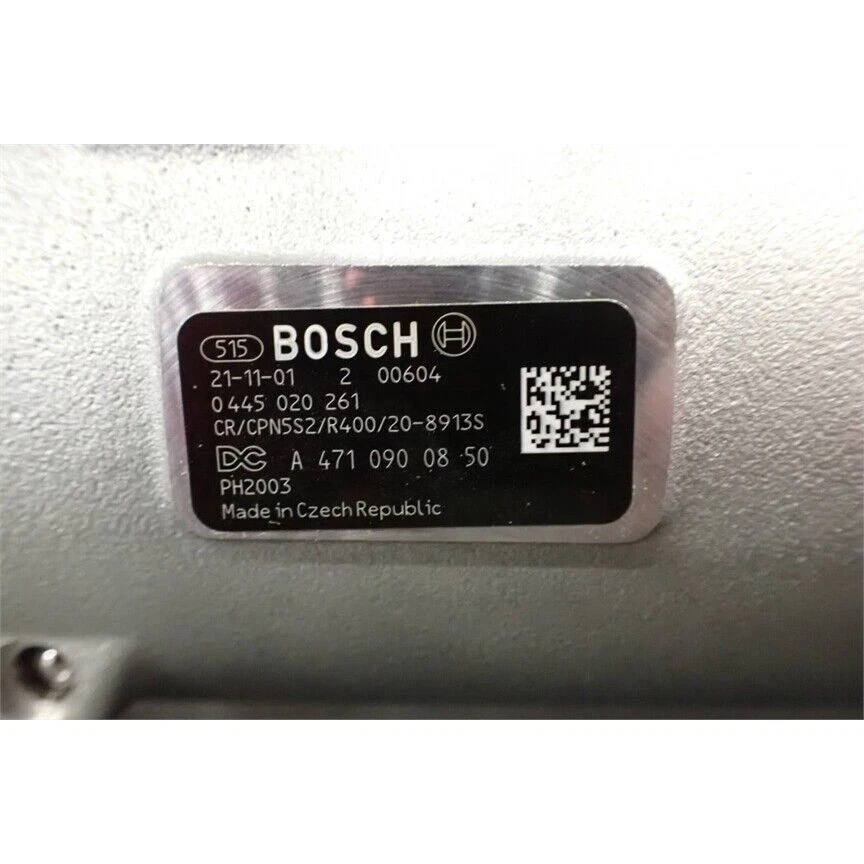 515 BOSCH
21-11-01 2 00604
0 445 020 261
CR/CPN5S2/R400/20-8913S
DC A 471 090 08 50
PH2003
Made in Czech Republic